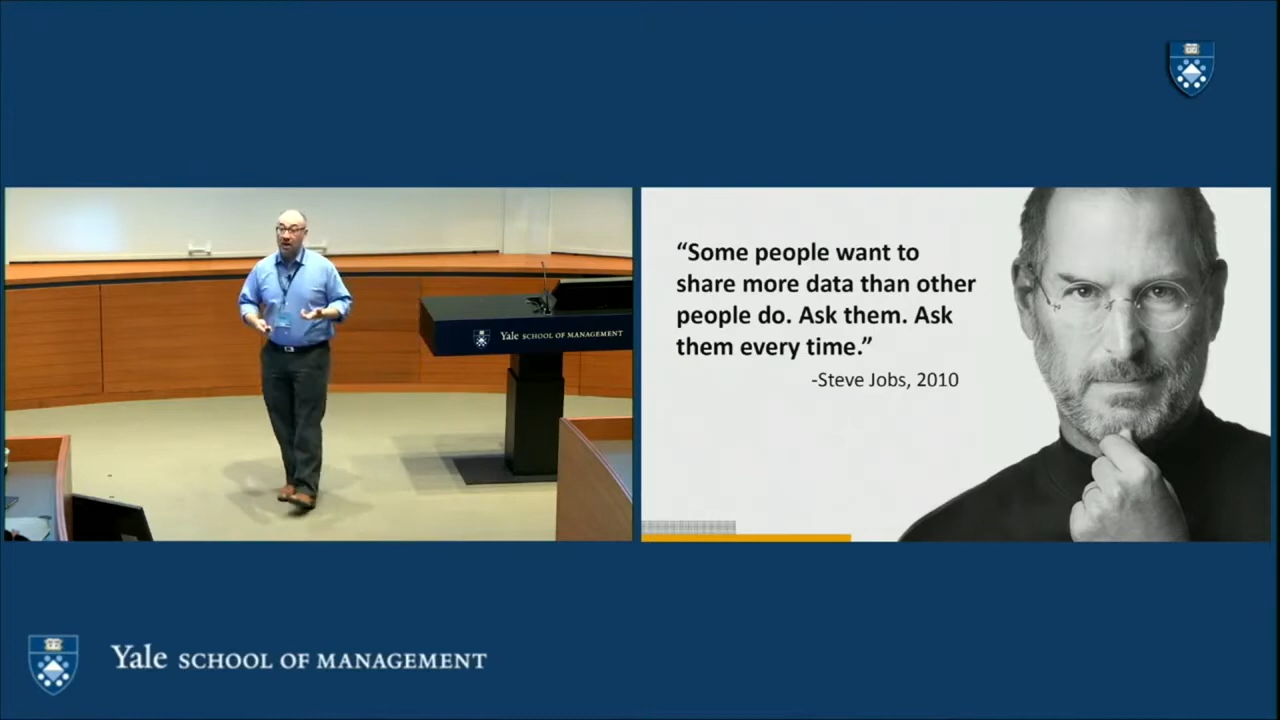 Yale SCHOOL OF MANAGEMENT
“Some people want to
share more data than other
people do. Ask them. Ask
them every time.”
-Steve Jobs, 2010
Yale SCHOOL OF MANAGEMENT